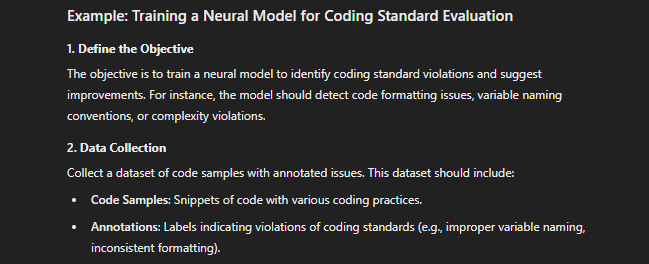 Example: Training a Neural Model for Coding Standard Evaluation
1. Define the Objective
The objective is to train a neural model to identify coding standard violations and suggest
improvements. For instance, the model should detect code formatting issues, variable naming
conventions, or complexity violations.
2. Data Collection
Collect a dataset of code samples with annotated issues. This dataset should include:
• Code Samples: Snippets of code with various coding practices.
• Annotations: Labels indicating violations of coding standards (e.g., improper variable naming,
inconsistent formatting).